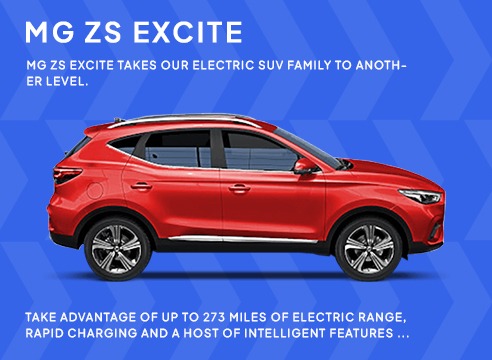 MG ZS EXCITE
MG ZS EXCITE TAKES OUR ELECTRIC SUV FAMILY TO ANOTH-
ER LEVEL.
TAKE ADVANTAGE OF UP TO 273 MILES OF ELECTRIC RANGE,
RAPID CHARGING AND A HOST OF INTELLIGENT FEATURES ...